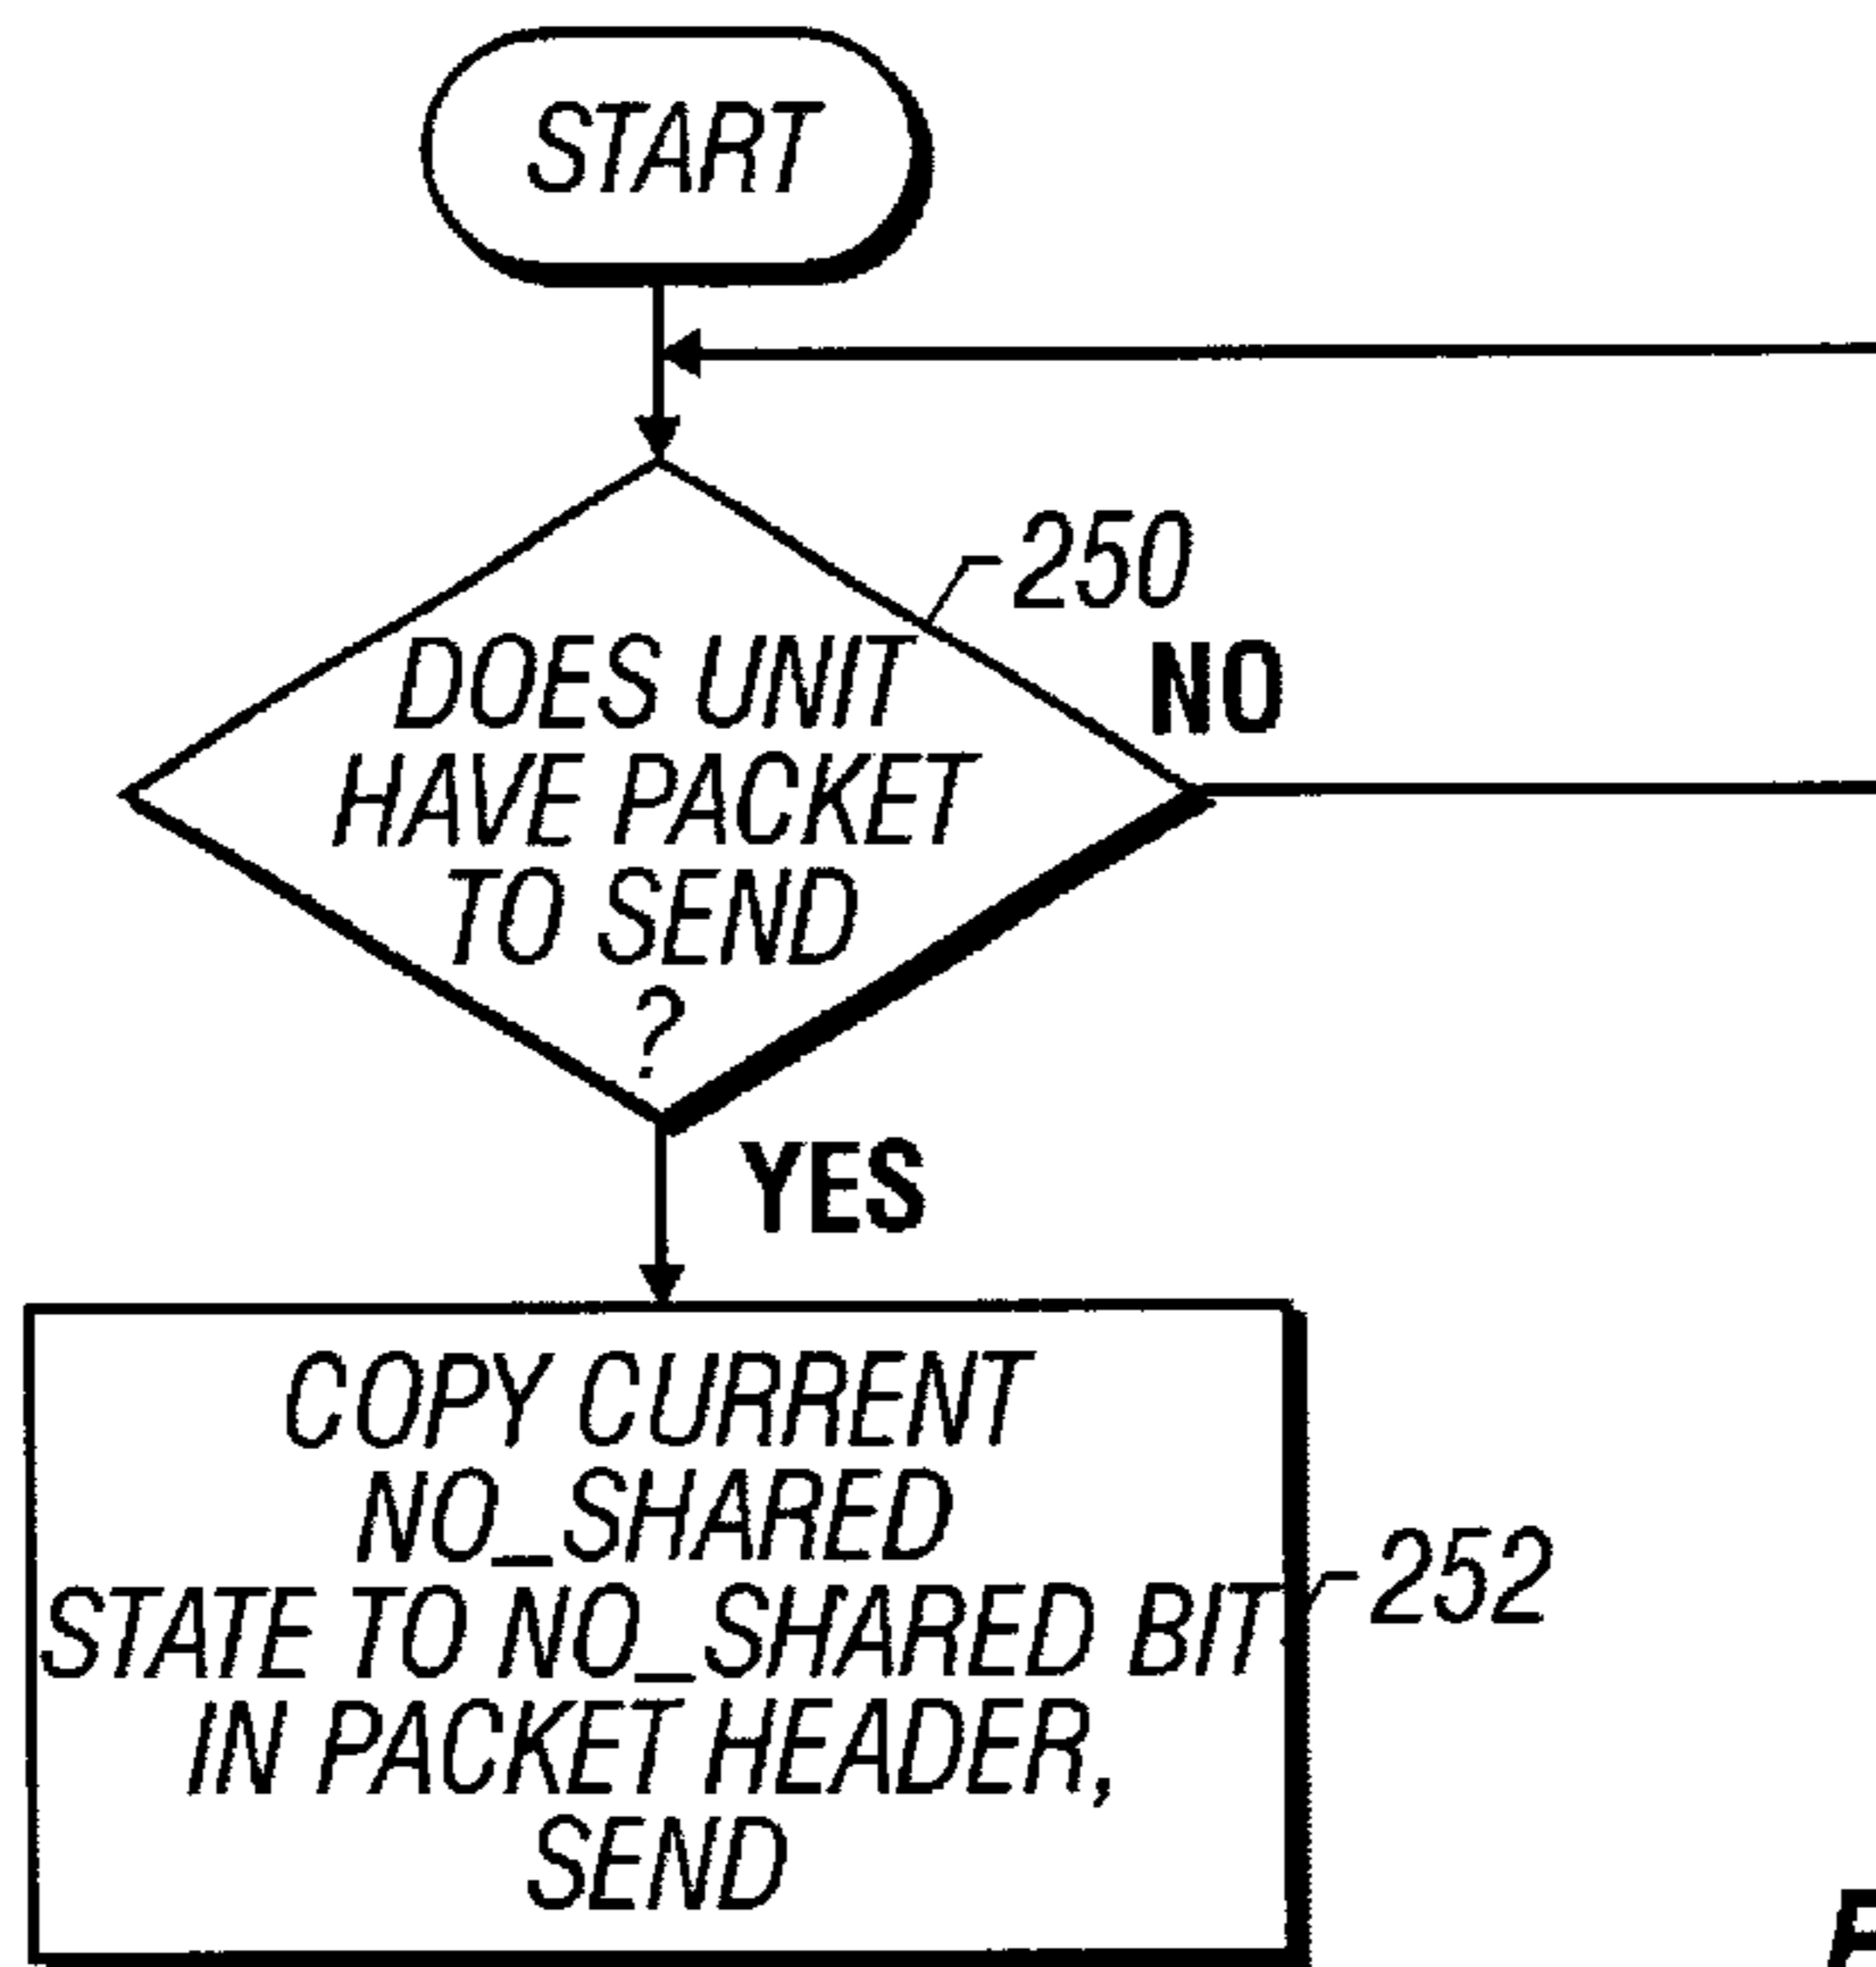 START
250
DOES UNIT
HAVE PACKET
TO SEND
?
NO
YES
COPY CURRENT
NO_SHARED
STATE TO NO_SHARED BIT
IN PACKET HEADER,
SEND
252